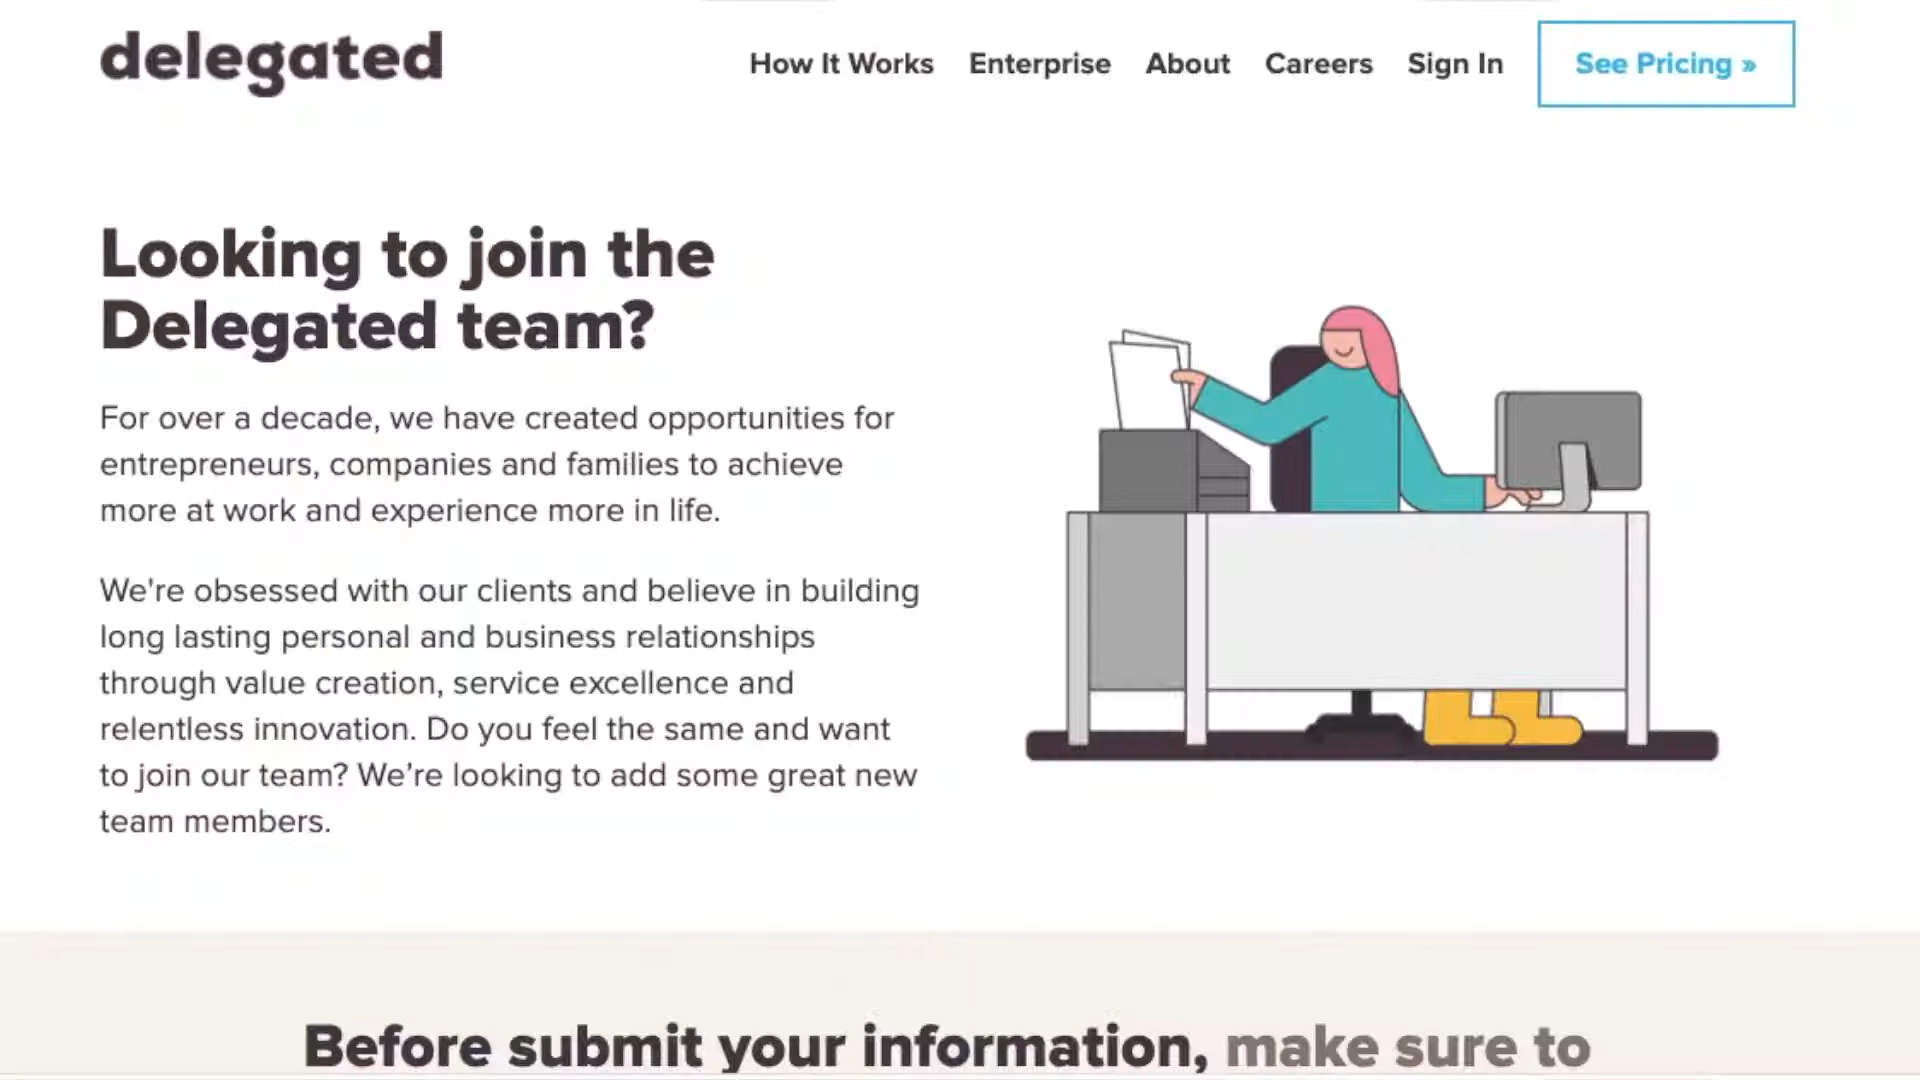 delegated
How It Works
Enterprise
About
Careers
Sign In
See Pricing »
Looking to join the
Delegated team?
For over a decade, we have created opportunities for
entrepreneurs, companies and families to achieve
more at work and experience more in life.
We're obsessed with our clients and believe in building
long lasting personal and business relationships
through value creation, service excellence and
relentless innovation. Do you feel the same and want
to join our team? We’re looking to add some great new
team members.
Before submit your information, make sure to